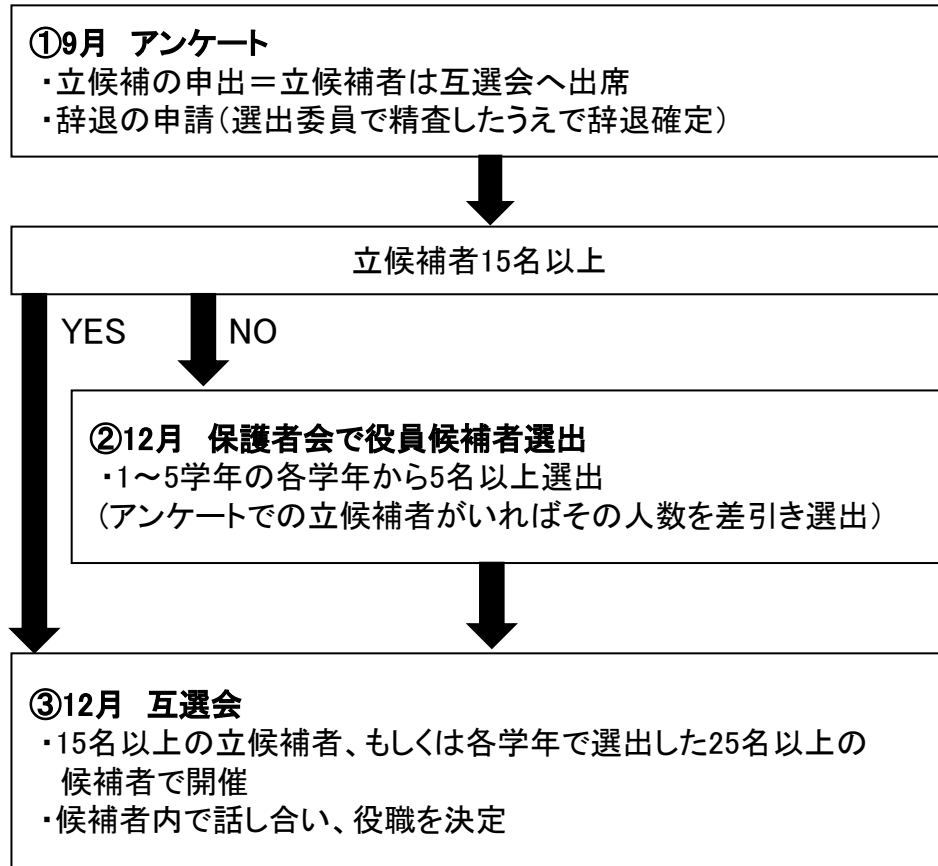 ①9月　アンケート
・立候補の申出＝立候補者は互選会へ出席
・辞退の申請（選出委員で精査したうえで辞退確定）
立候補者15名以上
YES
NO
②12月　保護者会で役員候補者選出
・1～5学年の各学年から5名以上選出
（アンケートでの立候補者がいればその人数を差引き選出）
③12月　互選会
・15名以上の立候補者、もしくは各学年で選出した25名以上の
候補者で開催
・候補者内で話し合い、役職を決定